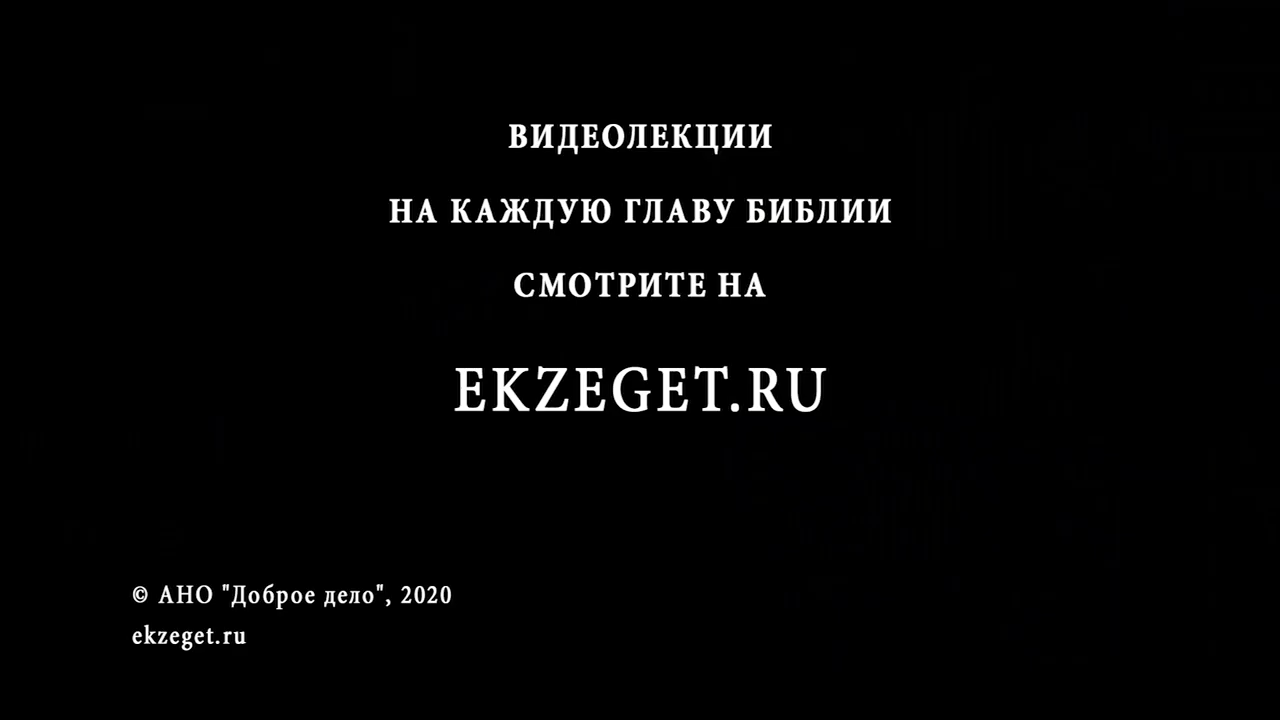 ВИДЕОЛЕКЦИИ
НА КАЖДУЮ ГЛАВУ БИБЛИИ
СМОТРИТЕ НА
EKZEGET.RU
© АНО "Доброе дело", 2020
ekzeget.ru